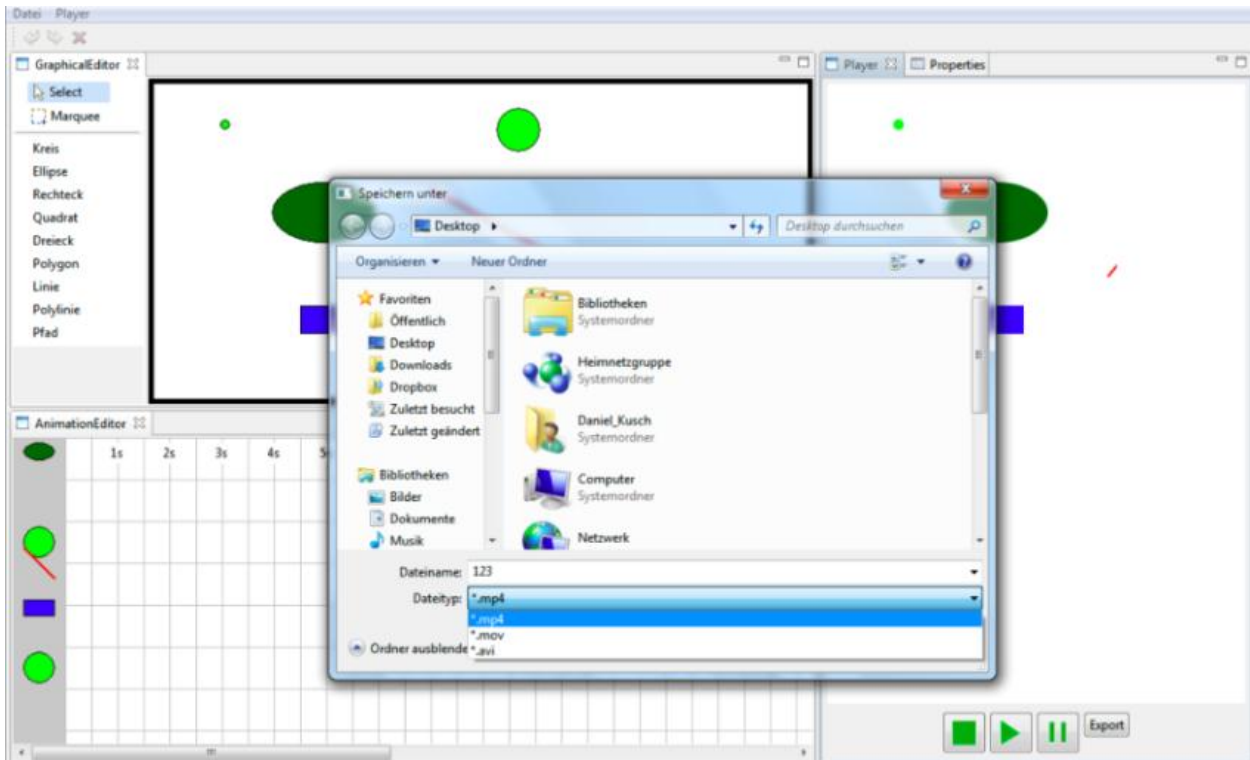 Datei Player
GraphicalEditor
Select
Marquee
Kreis
Ellipse
Rechteck
Quadrat
Dreieck
Polygon
Linie
Polylinie
Pfad
Player Properties
Speichern unter
Desktop
Desktop durchsuchen
Organisieren Neuer Ordner
Favoriten
Öffentlich
Desktop
Downloads
Dropbox
Zuletzt besucht
Zuletzt geändert
Bibliotheken
Bilder
Dokumente
Musik
Bibliotheken
Systemordner
Heimnetzgruppe
Systemordner
Daniel_Kusch
Systemordner
Computer
Systemordner
Netzwerk
Dateiname: 123
Dateityp: *.mp4
*.mp4
*.mov
*.avi
Ordner ausblende
AnimationEditor
1s 2s 3s 4s 5
Export